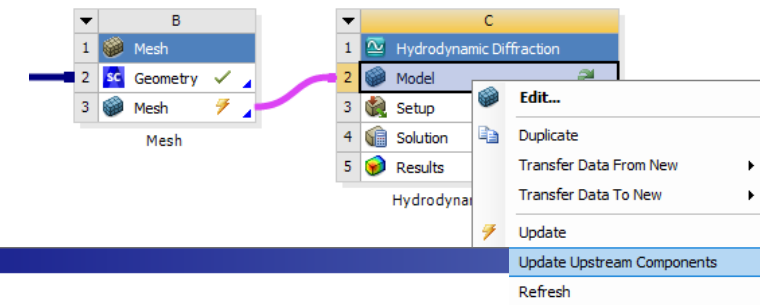 B
1 Mesh
2 SC Geometry
3 Mesh
Mesh
C
1 Hydrodynamic Diffraction
2 Model
3 Setup
4 Solution
5 Results
Edit...
Duplicate
Transfer Data From New
Transfer Data To New
Update
Update Upstream Components
Refresh